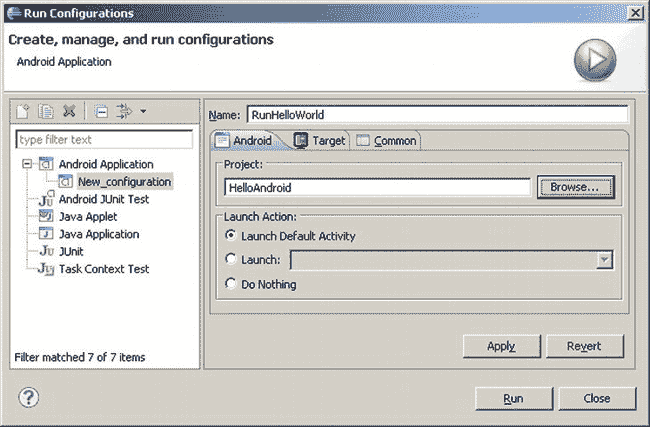 Run Configurations
Create, manage, and run configurations
Android Application
Name: RunHelloWorld
type filter text
Android Application
New_configuration
Android JUnit Test
Java Applet
Java Application
JUnit
Task Context Test
Filter matched 7 of 7 items
Android Target Common
Project:
HelloAndroid Browse...
Launch Action:
Launch Default Activity
Launch:
Do Nothing
Apply Revert
Run Close